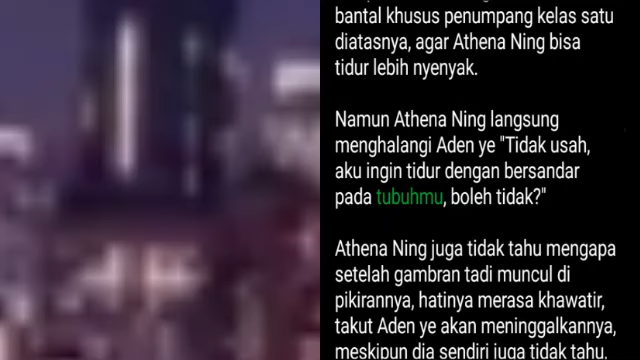 bantal khusus penumpang kelas satu
diatasnya, agar Athena Ning bisa
tidur lebih nyenyak.
Namun Athena Ning langsung
menghalangi Aden ye "Tidak usah,
aku ingin tidur dengan bersandar
pada tubuhmu, boleh tidak?"
Athena Ning juga tidak tahu mengapa
setelah gambran tadi muncul di
pikirannya, hatinya merasa khawatir,
takut Aden ye akan meninggalkannya,
meskipun dia sendiri juga tidak tahu.